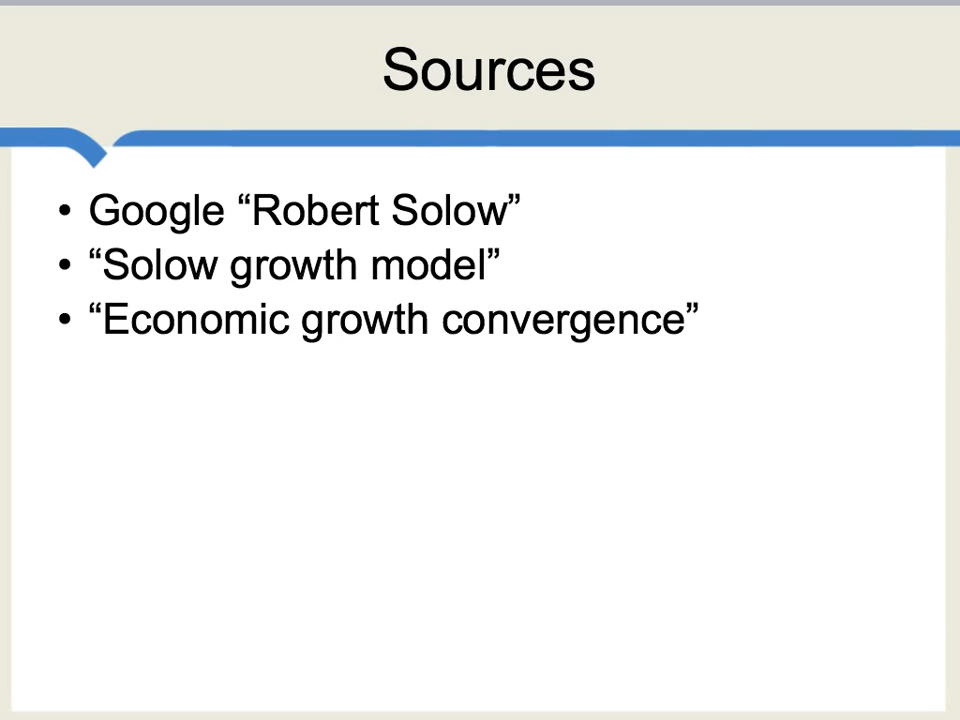 Sources
• Google “Robert Solow”
• “Solow growth model”
• “Economic growth convergence”